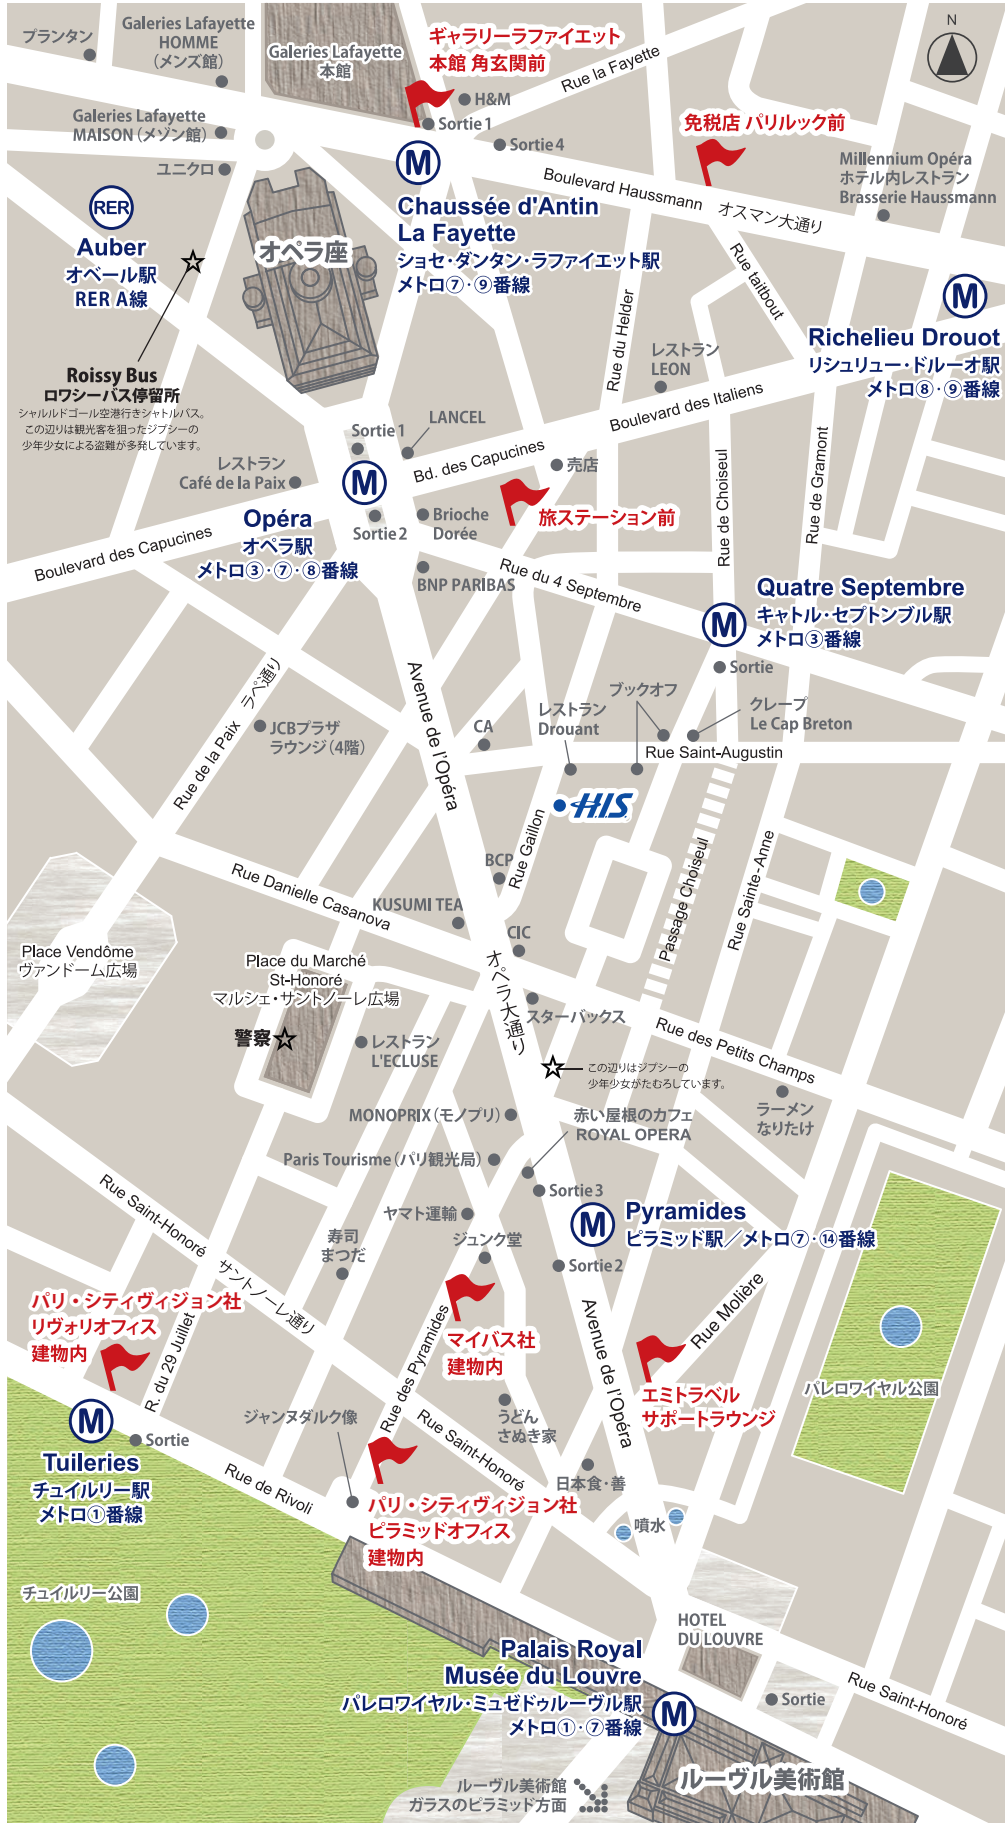 プランタン
Galeries Lafayette
HOMME
(メンズ館)
Galeries Lafayette
本館
ギャラリーラファイエット
本館 角玄関前
N
Rue la Fayette
H&M
Sortie 1
Sortie 4
免税店 パリルック前
Galeries Lafayette
MAISON (メゾン館)
ユニクロ
Millennium Opéra
ホテル内レストラン
Brasserie Haussmann
M
Boulevard Haussmann オスマン大通り
RER
Auber
オベール駅
RER A線
Chaussée d'Antin
La Fayette
ショセ・ダンタン・ラファイエット駅
メトロ⑦・⑨番線
オペラ座
Rue taitbout
M
Richelieu Drouot
リシュリュー・ドルーオ駅
メトロ⑧・⑨番線
Rue du Helder
レストラン
LEON
Roissy Bus
ロワシーバス停留所
シャルルドゴール空港行きシャトルバス。
この辺りは観光客を狙ったジプシーの
少年少女による盗難が多発しています。
Boulevard des Italiens
LANCEL
Sortie 1
Bd. des Capucines
売店
レストラン
Café de la Paix
M
Rue de Choiseul
Rue de Gramont
Opéra
オペラ駅
メトロ③・⑦・⑧番線
Sortie 2
Brioche
Dorée
旅ステーション前
Boulevard des Capucines
BNP PARIBAS
Rue du 4 Septembre
Quatre Septembre
キャトル・セプトンブル駅
メトロ③番線
M
Sortie
Rue de la Paix ラペ通り
Avenue de l'Opéra
ブックオフ
レストラン
Drouant
クレープ
Le Cap Breton
JCBプラザ
ラウンジ(4階)
CA
Rue Saint-Augustin
H.I.S.
Rue Gaillon
Passage Choiseul
Rue Sainte-Anne
BCP
Rue Danielle Casanova
KUSUMI TEA
CIC
Place Vendôme
ヴァンドーム広場
Place du Marché
St-Honoré
マルシェ・サントノーレ広場
オペラ大通り
スターバックス
警察
レストラン
L'ECLUSE
Rue des Petits Champs
この辺りはジプシーの
少年少女がたむろしています。
MONOPRIX (モノプリ)
赤い屋根のカフェ
ROYAL OPERA
ラーメン
なりたけ
Paris Tourisme (パリ観光局)
Sortie 3
Rue Saint-Honoré サントノーレ通り
ヤマト運輸
M
Pyramides
ピラミッド駅／メトロ⑦・⑭番線
寿司
まつだ
ジュンク堂
Sortie 2
パリ・シティヴィジョン社
リヴォリオフィス
建物内
R. du 29 Juillet
Rue des Pyramides
マイバス社
建物内
Avenue de l'Opéra
Rue Molière
エミトラベル
サポートラウンジ
パレロワイヤル公園
M
Sortie
Tuileries
チュイルリー駅
メトロ①番線
ジャンヌダルク像
うどん
さぬき家
Rue Saint-Honoré
Rue de Rivoli
日本食・善
パリ・シティヴィジョン社
ピラミッドオフィス
建物内
噴水
チュイルリー公園
HOTEL
DU LOUVRE
Palais Royal
Musée du Louvre
パレロワイヤル・ミュゼドゥルーヴル駅
メトロ①・⑦番線
M
Sortie
Rue Saint-Honoré
ルーヴル美術館
ルーヴル美術館
ガラスのピラミッド方面